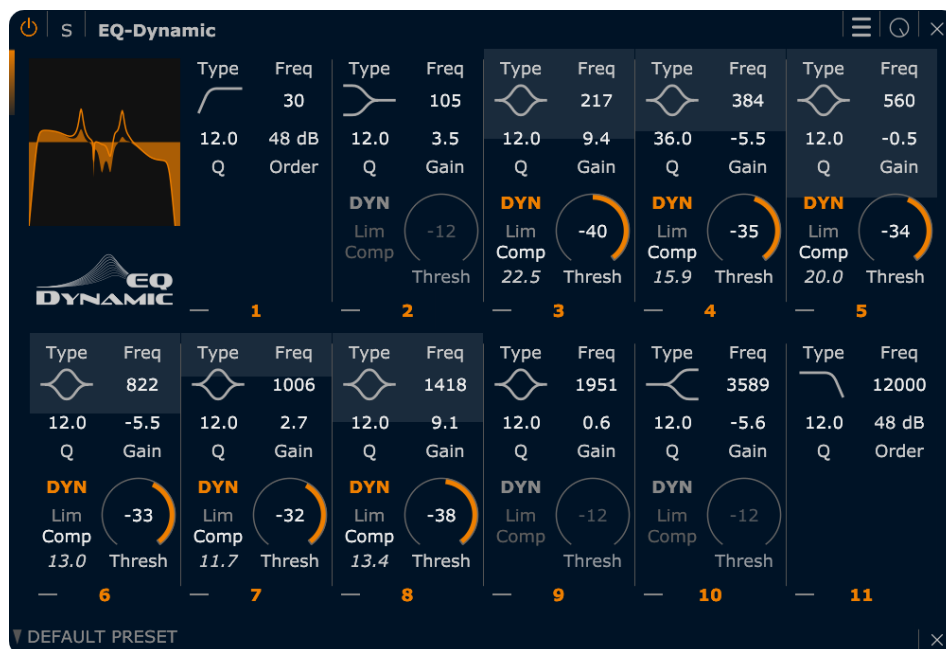 S EQ-Dynamic
Type Freq Type Freq Type Freq Type Freq Type Freq
30 105 217 384 560
12.0 48 dB 12.0 3.5 12.0 9.4 36.0 -5.5 12.0 -0.5
Q Order Q Gain Q Gain Q Gain Q Gain
DYN DYN DYN DYN
Lim -12 Lim -40 Lim -35 Lim -34
Comp Comp Comp Comp
Thresh 22.5 Thresh 15.9 Thresh 20.0 Thresh
EQ
DYNAMIC
1 2 3 4 5
Type Freq Type Freq Type Freq Type Freq Type Freq Type Freq
822 1006 1418 1951 3589 12000
12.0 -5.5 12.0 2.7 12.0 9.1 12.0 0.6 12.0 -5.6 12.0 48 dB
Q Gain Q Gain Q Gain Q Gain Q Gain Q Order
DYN DYN DYN DYN DYN
Lim -33 Lim -32 Lim -38 Lim -12 Lim -12
Comp Comp Comp Comp Comp
13.0 Thresh 11.7 Thresh 13.4 Thresh Thresh Thresh
6 7 8 9 10 11
DEFAULT PRESET